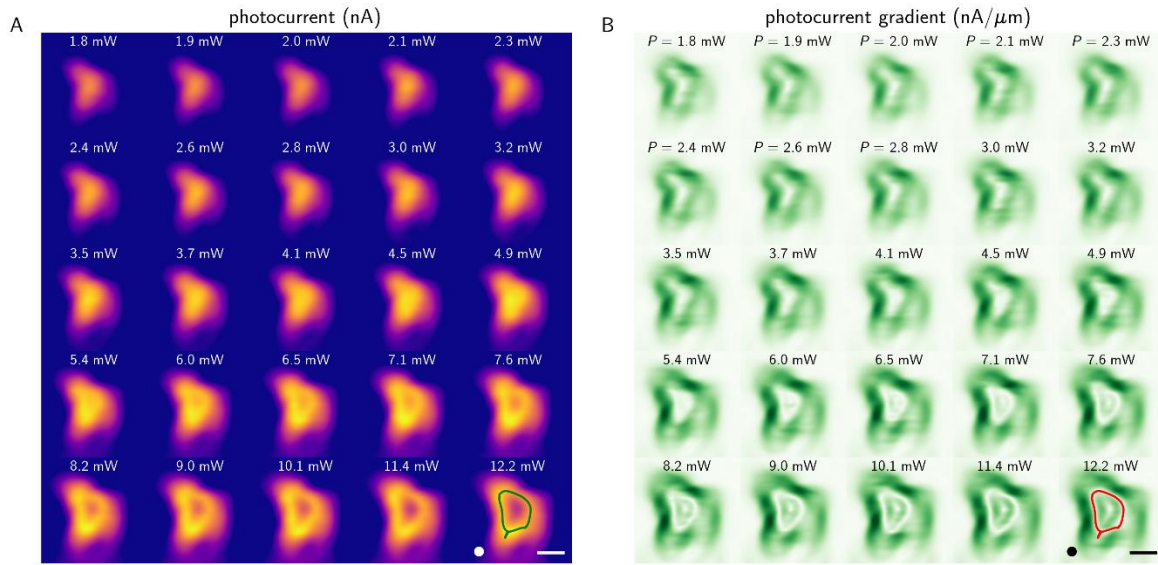 A
photocurrent (nA)
1.8 mW 1.9 mW 2.0 mW 2.1 mW 2.3 mW
2.4 mW 2.6 mW 2.8 mW 3.0 mW 3.2 mW
3.5 mW 3.7 mW 4.1 mW 4.5 mW 4.9 mW
5.4 mW 6.0 mW 6.5 mW 7.1 mW 7.6 mW
8.2 mW 9.0 mW 10.1 mW 11.4 mW 12.2 mW
B
photocurrent gradient (nA/μm)
P = 1.8 mW P = 1.9 mW P = 2.0 mW P = 2.1 mW P = 2.3 mW
P = 2.4 mW P = 2.6 mW P = 2.8 mW 3.0 mW 3.2 mW
3.5 mW 3.7 mW 4.1 mW 4.5 mW 4.9 mW
5.4 mW 6.0 mW 6.5 mW 7.1 mW 7.6 mW
8.2 mW 9.0 mW 10.1 mW 11.4 mW 12.2 mW